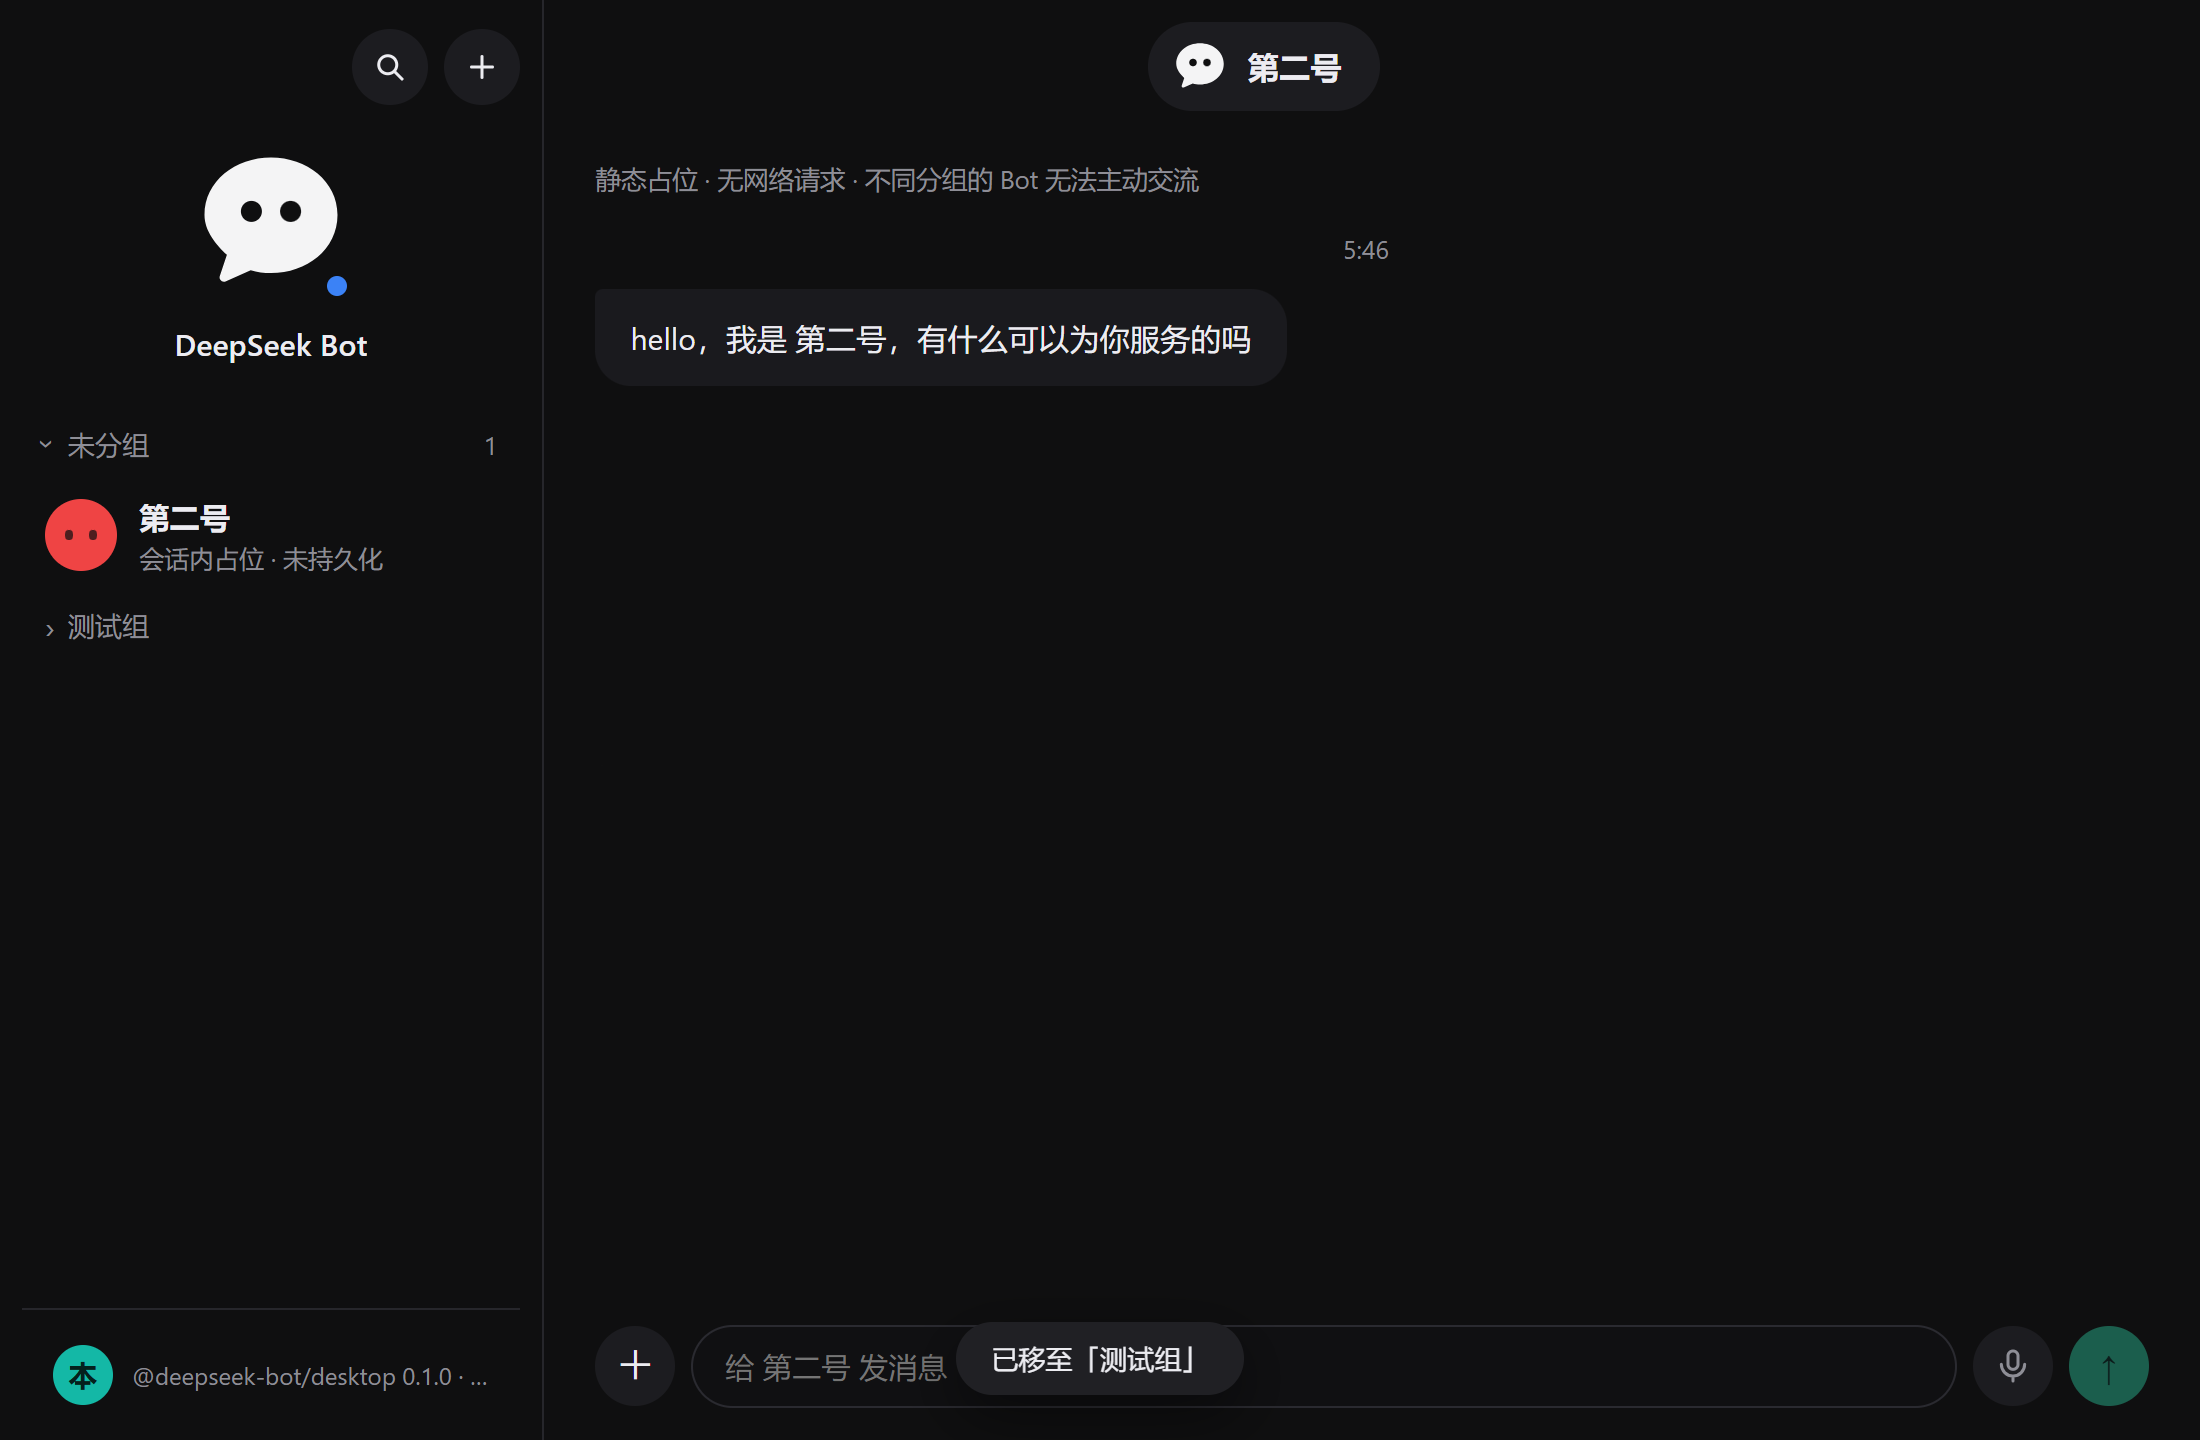 DeepSeek Bot
未分组 1
第二号
会话内占位 · 未持久化
测试组
本 @deepseek-bot/desktop 0.1.0 · ...
第二号
静态占位 · 无网络请求 · 不同分组的 Bot 无法主动交流
5:46
hello，我是 第二号，有什么可以为你服务的吗
给 第二号 发消息
已移至「测试组」